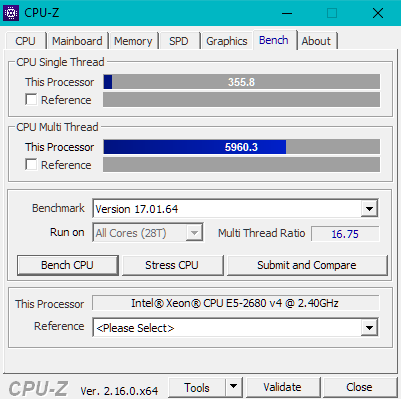 CPU-Z
CPU Mainboard Memory SPD Graphics Bench About
CPU Single Thread
This Processor 355.8
Reference
CPU Multi Thread
This Processor 5960.3
Reference
Benchmark Version 17.01.64
Run on All Cores (28T) Multi Thread Ratio 16.75
Bench CPU Stress CPU Submit and Compare
This Processor Intel® Xeon® CPU E5-2680 v4 @ 2.40GHz
Reference <Please Select>
CPU-Z Ver. 2.16.0.x64 Tools Validate Close